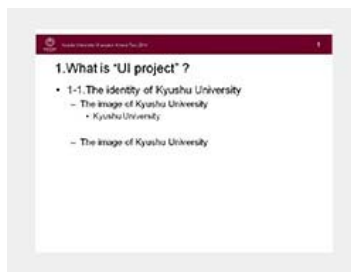 1.What is "UI project" ?
• 1-1.The identity of Kyushu University
– The image of Kyushu University
• Kyushu University
– The image of Kyushu University